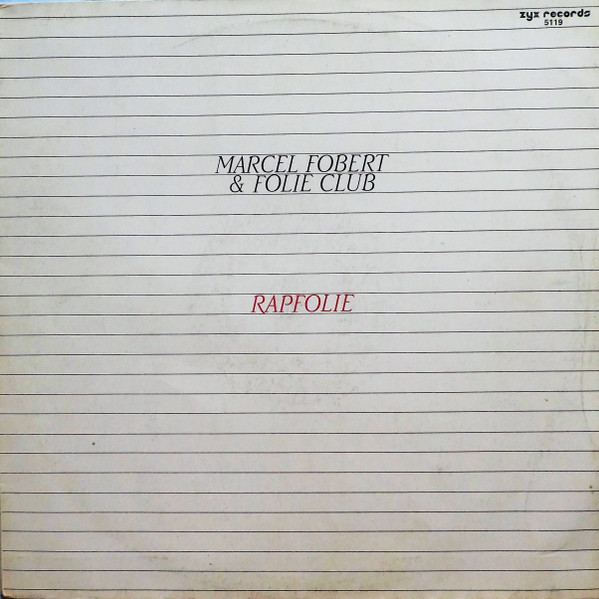 zyx records
5119
MARCEL FOBERT
& FOLIE CLUB
RAPFOLIE